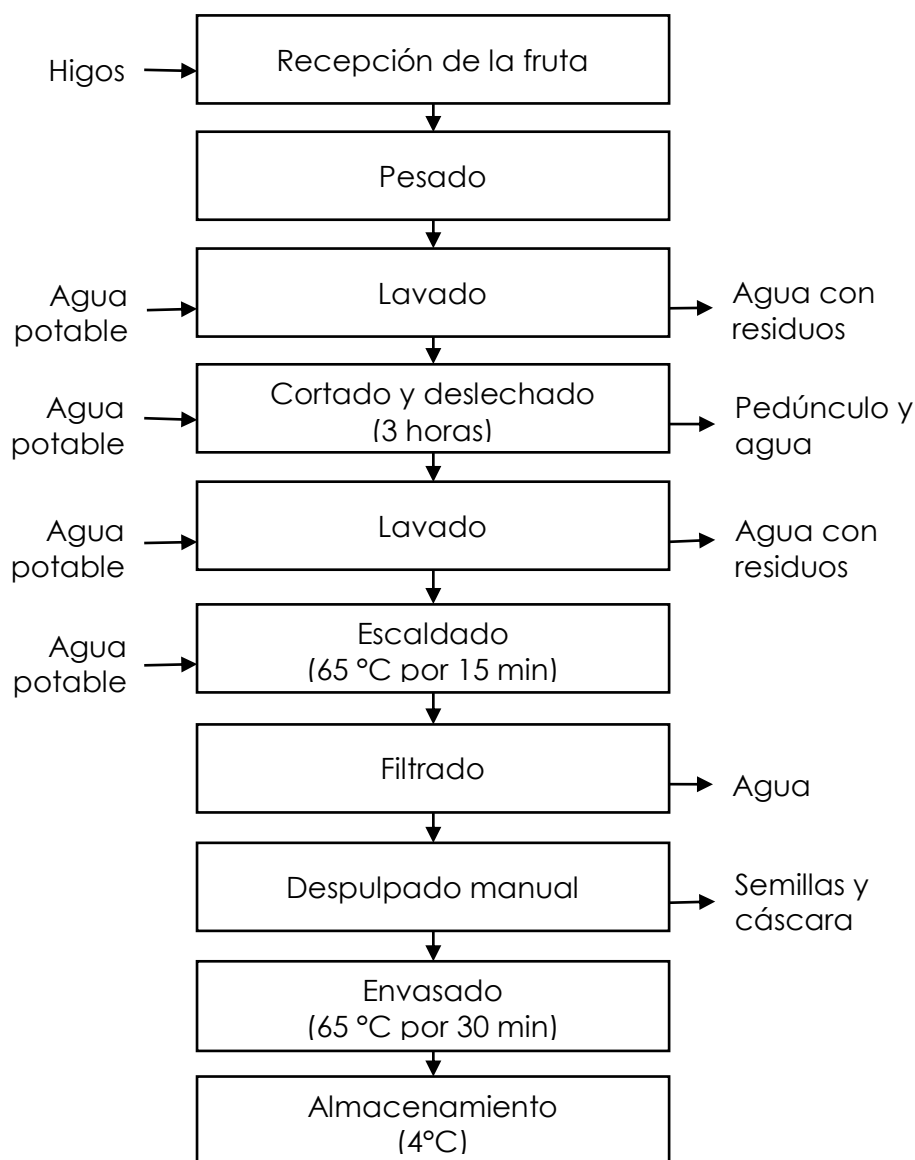 Higos
Recepción de la fruta
Pesado
Agua
potable
Lavado
Agua con
residuos
Agua
potable
Cortado y deslechado
(3 horas)
Pedúnculo y
agua
Agua
potable
Lavado
Agua con
residuos
Agua
potable
Escaldado
(65 °C por 15 min)
Filtrado
Agua
Despulpado manual
Semillas y
cáscara
Envasado
(65 °C por 30 min)
Almacenamiento
(4°C)